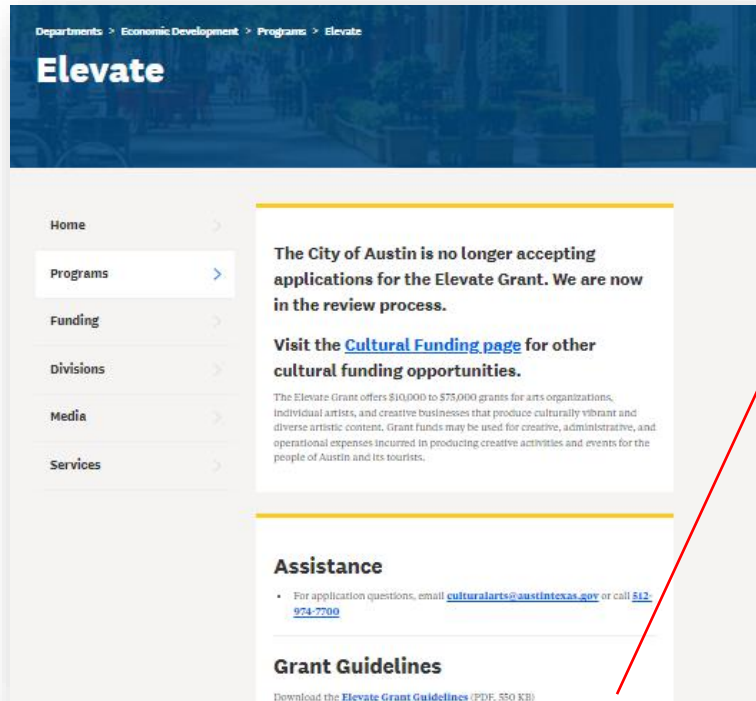 Departments > Economic Development > Programs > Elevate
Elevate
Home
Programs
Funding
Divisions
Media
Services
The City of Austin is no longer accepting
applications for the Elevate Grant. We are now
in the review process.
Visit the Cultural Funding page for other
cultural funding opportunities.
The Elevate Grant offers $10,000 to $75,000 grants for arts organizations,
individual artists, and creative businesses that produce culturally vibrant and
diverse artistic content. Grant funds may be used for creative, administrative, and
operational expenses incurred in producing creative activities and events for the
people of Austin and its tourists.
Assistance
• For application questions, email culturalarts@austintexas.gov or call 512-
974-7700
Grant Guidelines
Download the Elevate Grant Guidelines (PDF, 550 KB)